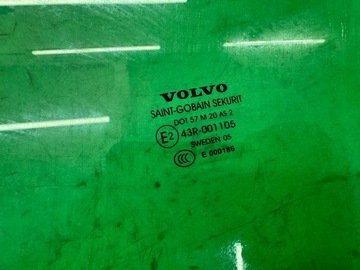 VOLVO
SAINT-GOBAIN SEKURIT
DOT 57 M 20 AS 2
E2 43R-001105
SWEDEN 05
CCC E 000186